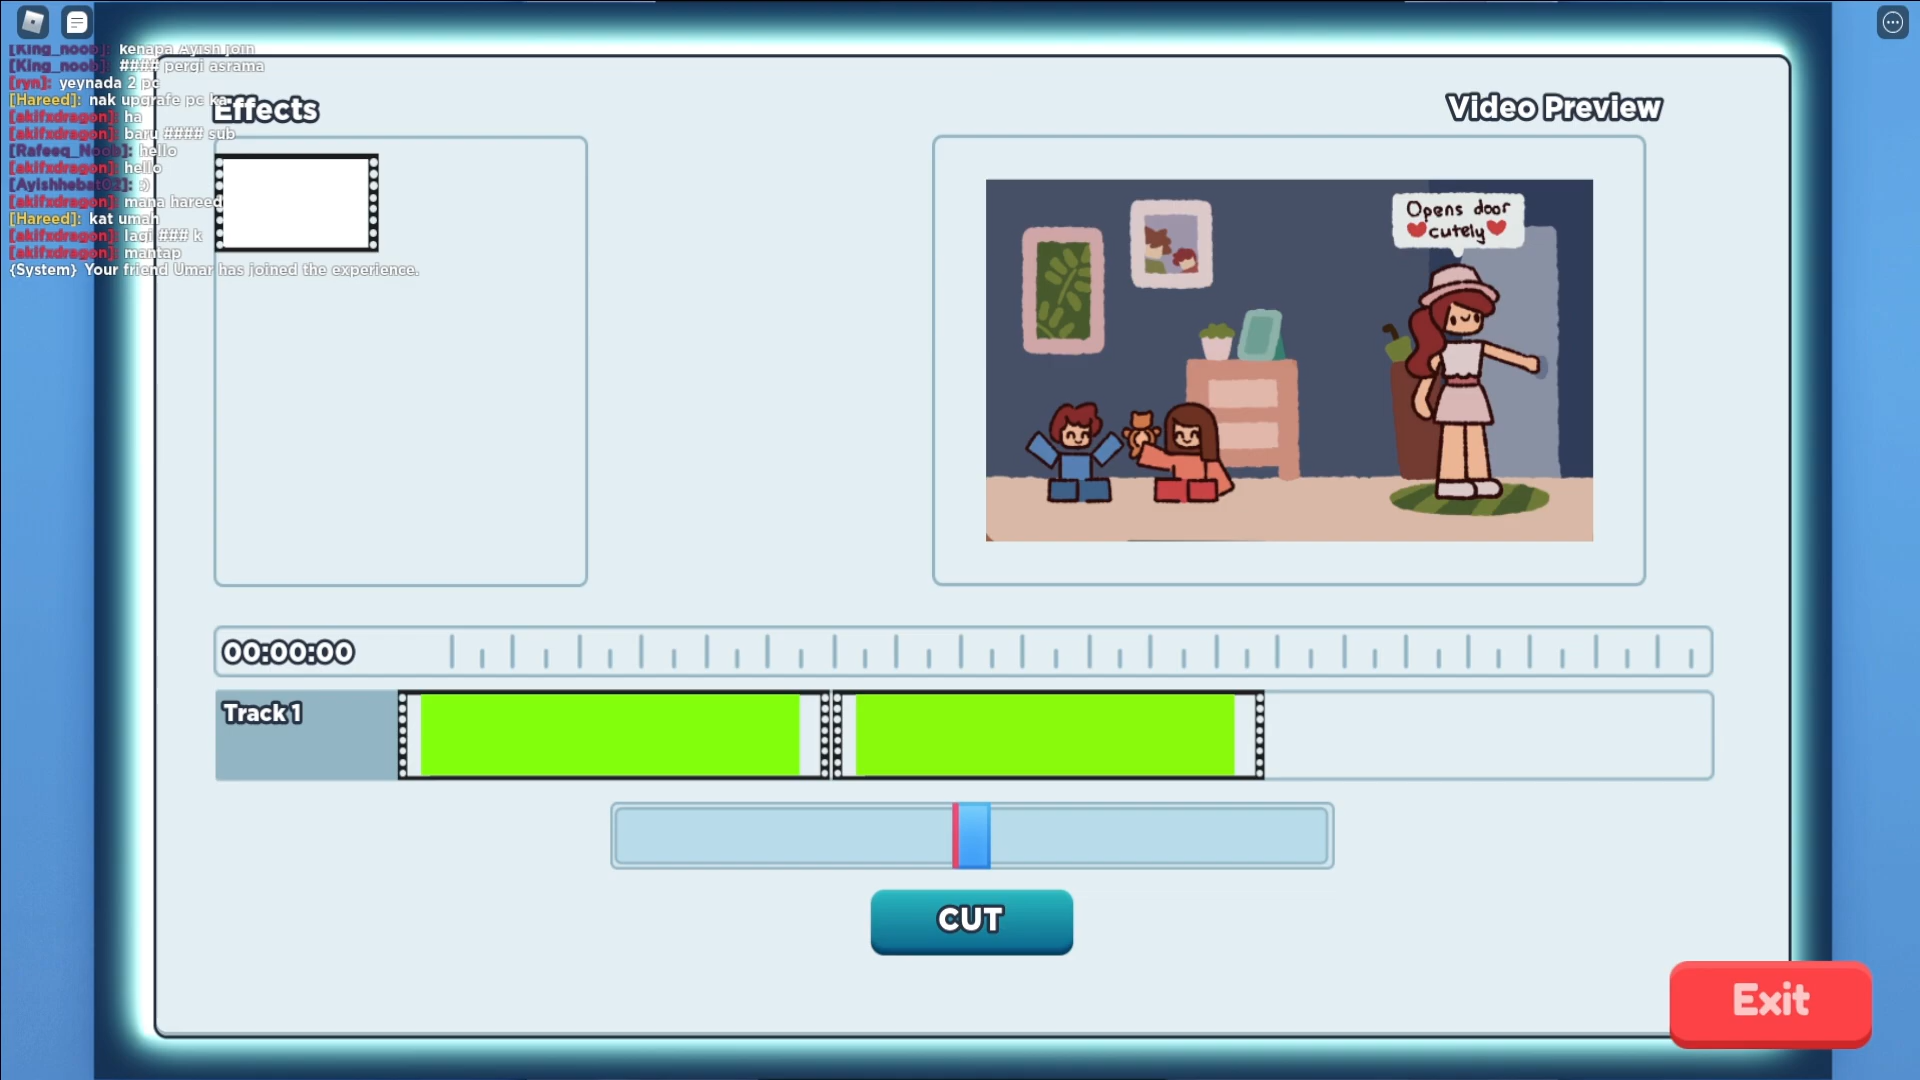 [King_noob]: kenapa Ayish join
[King_noob]: #### pergi asrama
[ryn]: yeynada 2 pc
[Hareed]: nak upgrafe pc ka
[akifxdragon]: ha
[akifxdragon]: baru #### sub
[Rafeeq_Noob]: hello
[akifxdragon]: hello
[Ayishhebat02]: :)
[akifxdragon]: mana hareed
[Hareed]: kat umah
[akifxdragon]: lagi ### k
[akifxdragon]: mantap
{System} Your friend Umar has joined the experience.
Effects
Video Preview
Opens door
cutely
00:00:00
Track 1
CUT
Exit